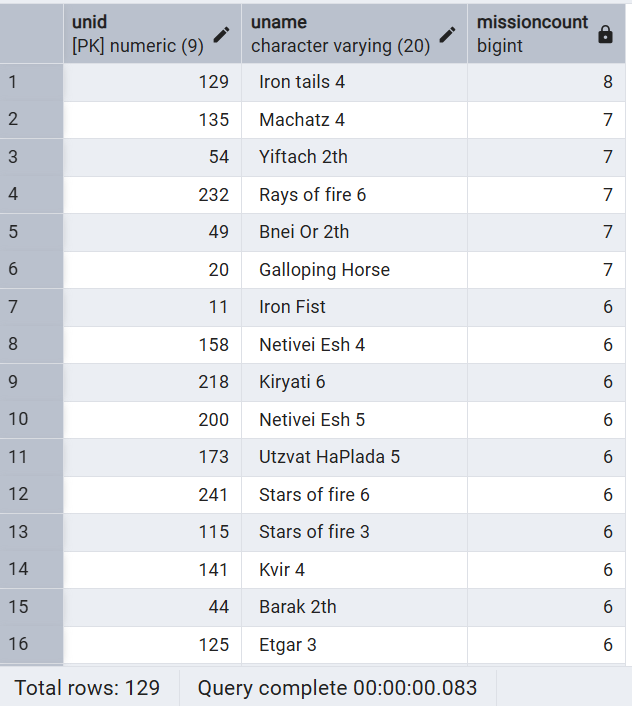 unid uname missioncount
[PK] numeric (9) character varying (20) bigint
1 129 Iron tails 4 8
2 135 Machatz 4 7
3 54 Yiftach 2th 7
4 232 Rays of fire 6 7
5 49 Bnei Or 2th 7
6 20 Galloping Horse 7
7 11 Iron Fist 6
8 158 Netivei Esh 4 6
9 218 Kiryati 6 6
10 200 Netivei Esh 5 6
11 173 Utzvat HaPlada 5 6
12 241 Stars of fire 6 6
13 115 Stars of fire 3 6
14 141 Kvir 4 6
15 44 Barak 2th 6
16 125 Etgar 3 6
Total rows: 129 Query complete 00:00:00.083